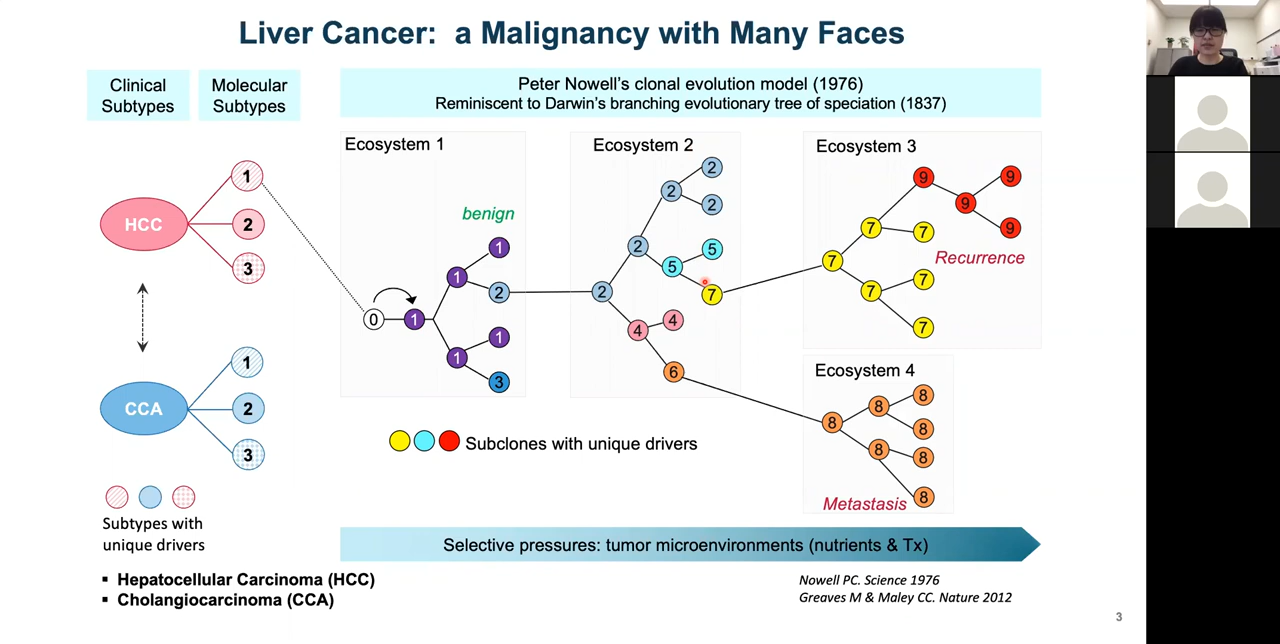 Liver Cancer: a Malignancy with Many Faces
Clinical
Subtypes
Molecular
Subtypes
Peter Nowell’s clonal evolution model (1976)
Reminiscent to Darwin’s branching evolutionary tree of speciation (1837)
HCC
1
2
3
CCA
1
2
3
Subtypes with
unique drivers
Ecosystem 1
benign
0
1
1
1
1
2
1
3
Ecosystem 2
2
2
2
2
2
5
5
7
4
4
6
Ecosystem 3
7
7
7
9
7
7
7
9
9
9
Recurrence
Ecosystem 4
8
8
8
8
8
8
8
Metastasis
Subclones with unique drivers
Selective pressures: tumor microenvironments (nutrients & Tx)
▪ Hepatocellular Carcinoma (HCC)
▪ Cholangiocarcinoma (CCA)
Nowell PC. Science 1976
Greaves M & Maley CC. Nature 2012
3